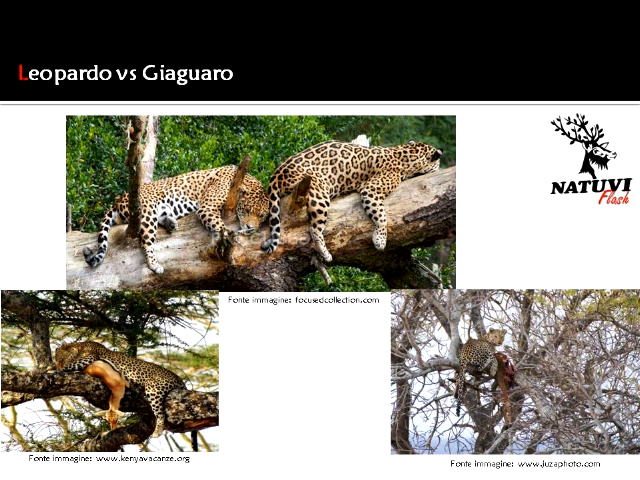 Leopardo vs Giaguaro
NATUVI
Flash
Fonte immagine: focusedcollection.com
Fonte immagine: www.kenyavacanze.org
Fonte immagine: www.juzaphoto.com